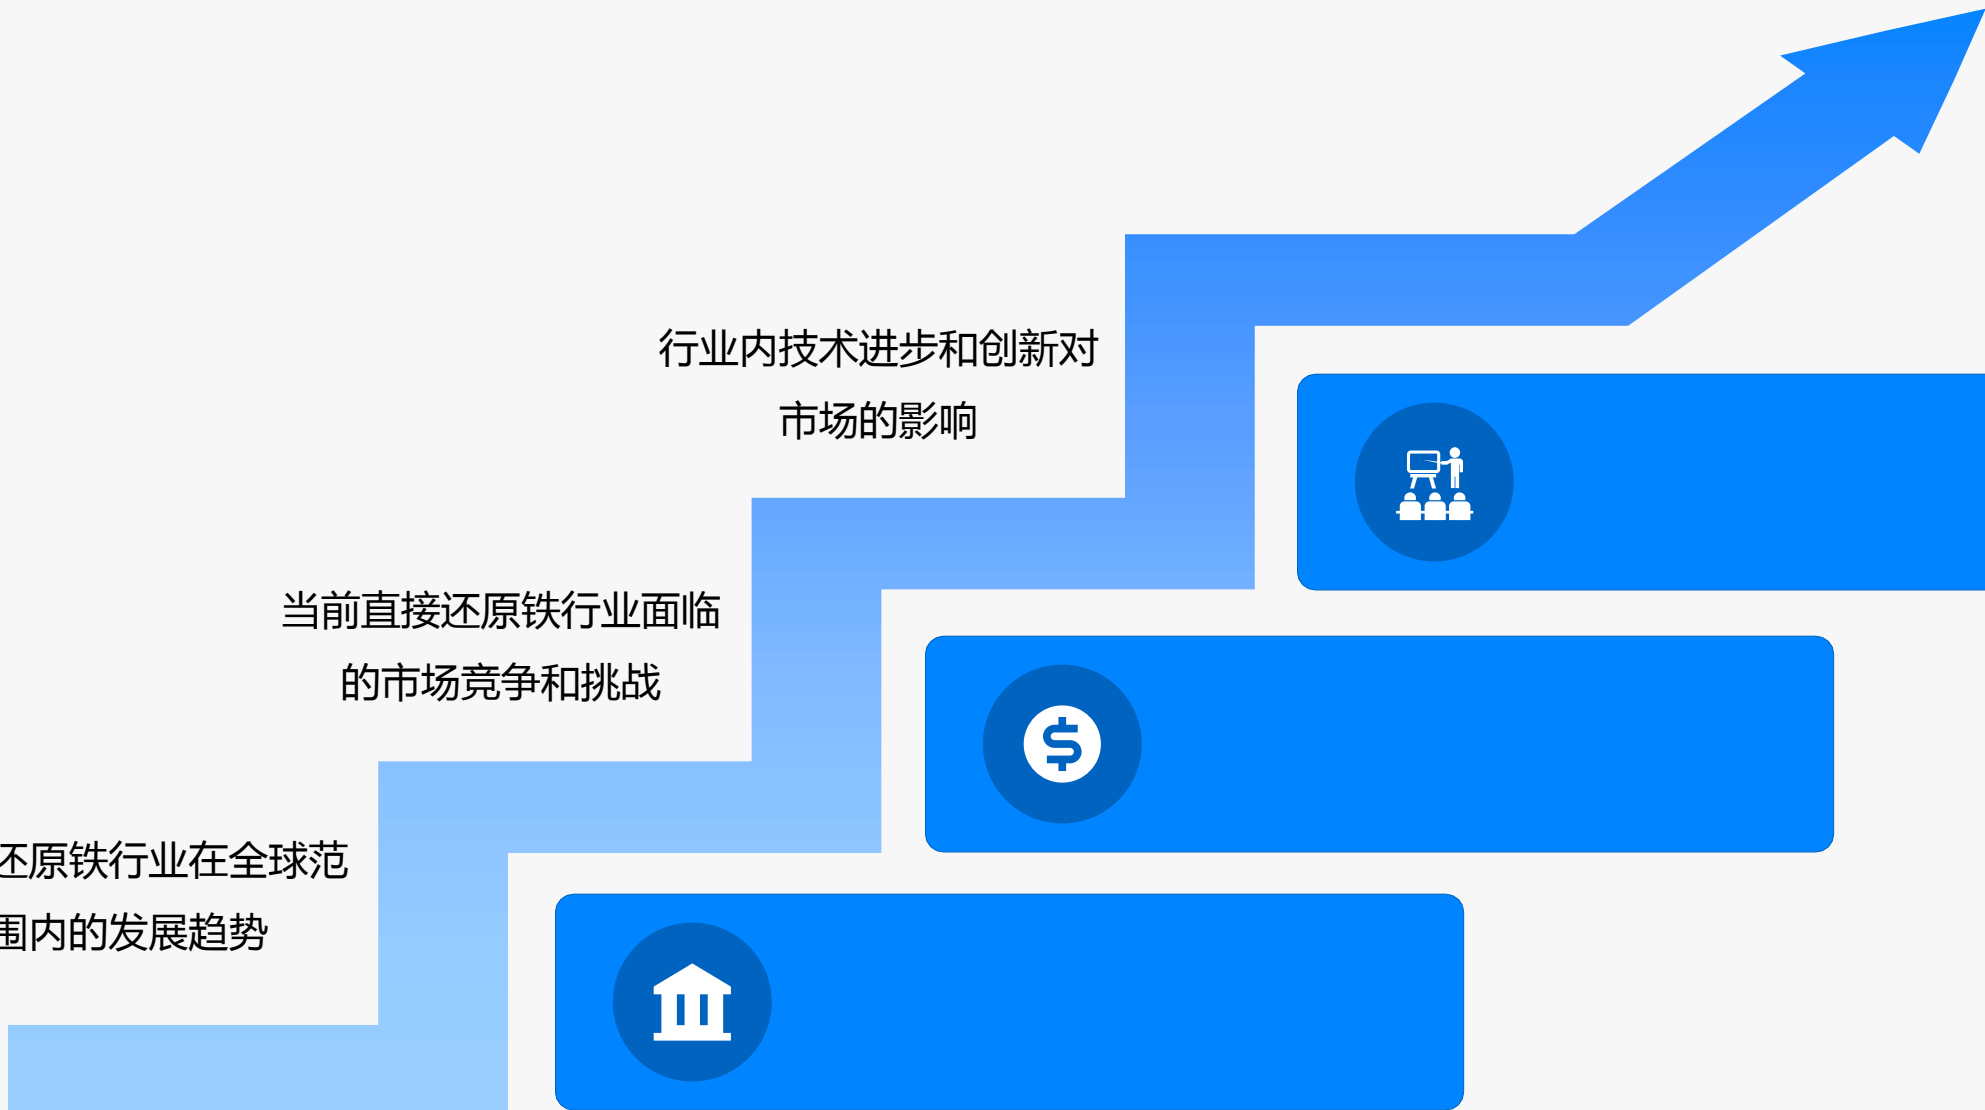 行业内技术进步和创新对
市场的影响
当前直接还原铁行业面临
的市场竞争和挑战
还原铁行业在全球范
围内的发展趋势